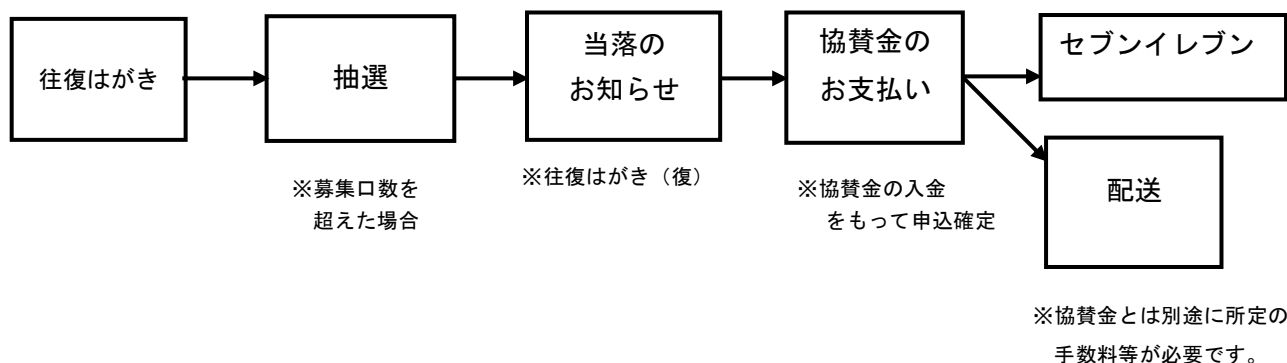 往復はがき
抽選
当落の
お知らせ
協賛金の
お支払い
セブンイレブン
配送
※募集口数を
超えた場合
※往復はがき（復）
※協賛金の入金
をもって申込確定
※協賛金とは別途に所定の
手数料等が必要です。